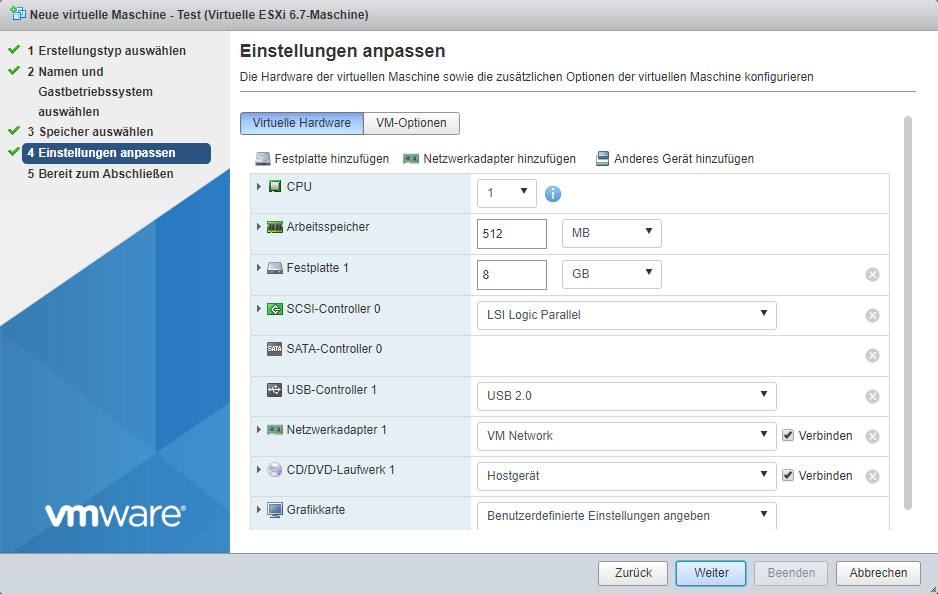 Neue virtuelle Maschine - Test (Virtuelle ESXi 6.7-Maschine)
1 Erstellungstyp auswählen
2 Namen und
Gastbetriebssystem
auswählen
3 Speicher auswählen
4 Einstellungen anpassen
5 Bereit zum Abschließen
vmware®
Einstellungen anpassen
Die Hardware der virtuellen Maschine sowie die zusätzlichen Optionen der virtuellen Maschine konfigurieren
Virtuelle Hardware VM-Optionen
Festplatte hinzufügen Netzwerkadapter hinzufügen Anderes Gerät hinzufügen
CPU 1
Arbeitsspeicher 512 MB
Festplatte 1 8 GB
SCSI-Controller 0 LSI Logic Parallel
SATA SATA-Controller 0
USB-Controller 1 USB 2.0
Netzwerkadapter 1 VM Network Verbinden
CD/DVD-Laufwerk 1 Hostgerät Verbinden
Grafikkarte Benutzerdefinierte Einstellungen angeben
Zurück Weiter Beenden Abbrechen